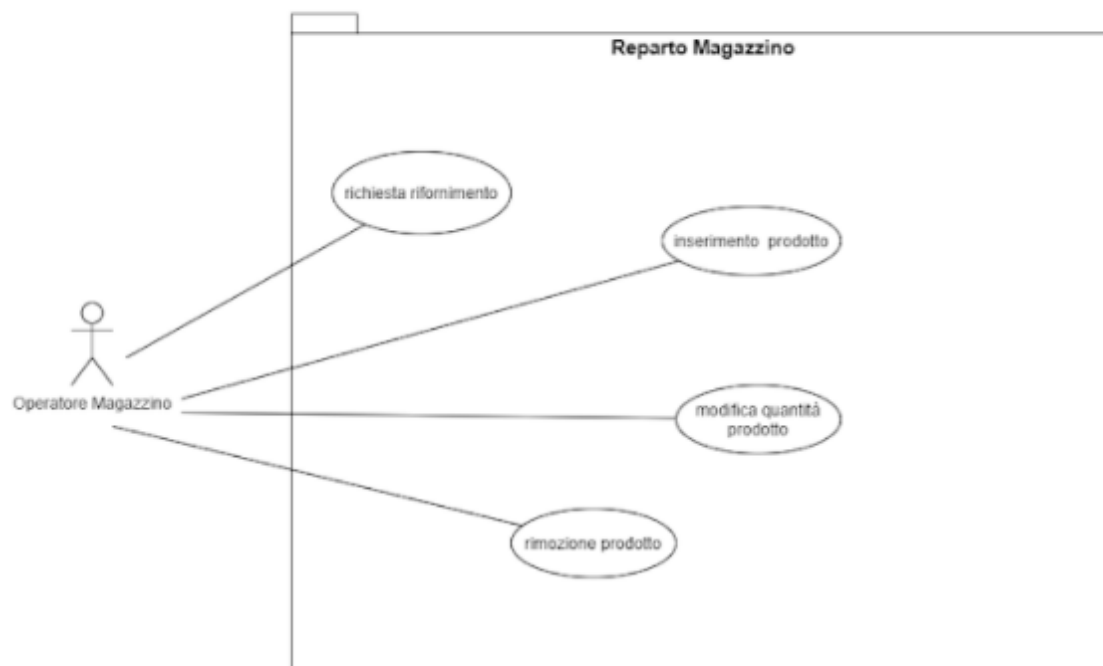 Reparto Magazzino
richiesta rifornimento
inserimento prodotto
Operatore Magazzino
modifica quantità
prodotto
rimozione prodotto